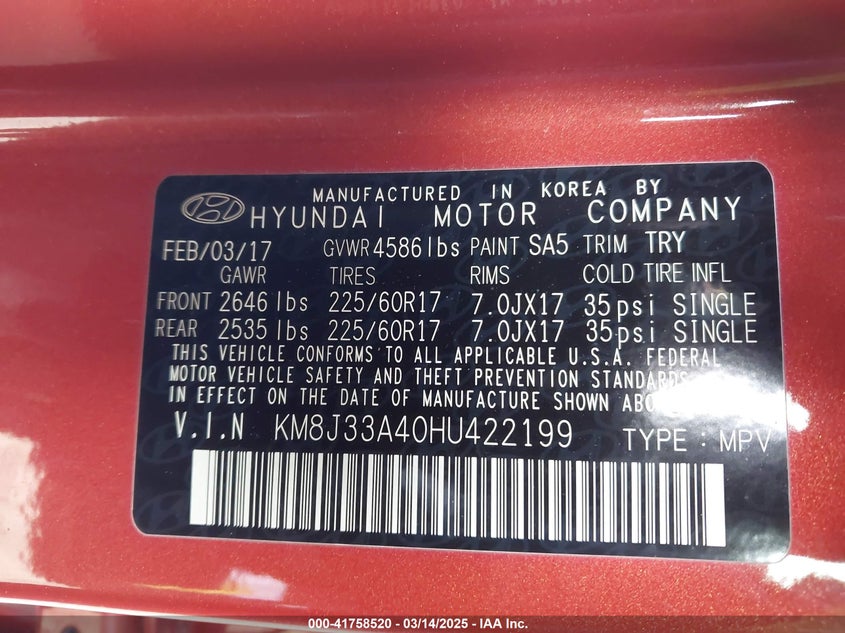 MANUFACTURED IN KOREA BY
HYUNDAI MOTOR COMPANY
FEB/03/17 GVWR 4586 lbs PAINT SA5 TRIM TRY
GAWR TIRES RIMS COLD TIRE INFL
FRONT 2646 lbs 225/60R17 7.0JX17 35psi SINGLE
REAR 2535 lbs 225/60R17 7.0JX17 35psi SINGLE
THIS VEHICLE CONFORMS TO ALL APPLICABLE U.S.A. FEDERAL
MOTOR VEHICLE SAFETY AND THEFT PREVENTION STANDARDS
IN EFFECT ON THE DATE OF MANUFACTURE SHOWN
V.I.N KM8J33A40HU422199 TYPE : MPV
000-41758520 - 03/14/2025 - IAA Inc.